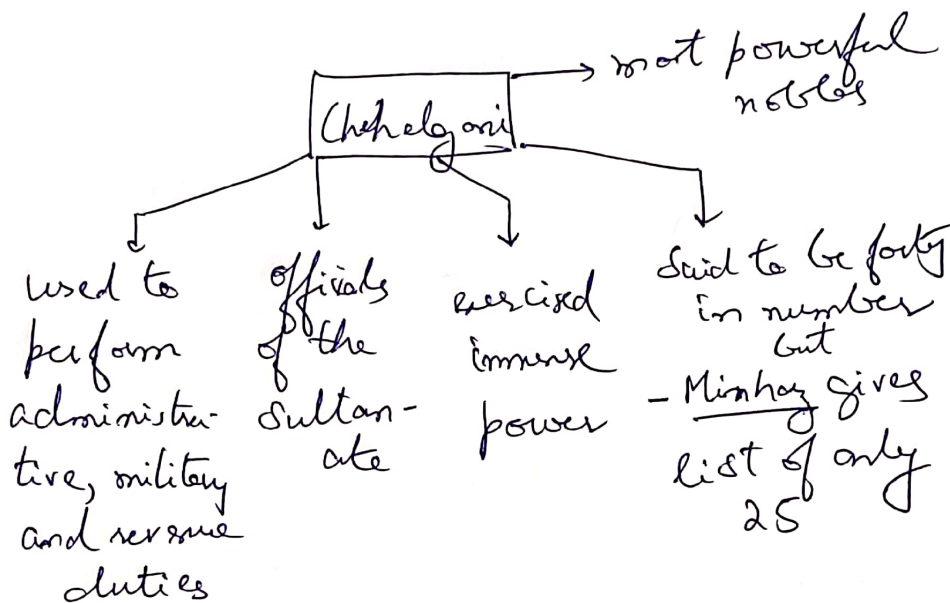 most powerful
nobles
Chehelgani
used to
perform
administra-
tive, military
and revenue
duties
officials
of the
Sultan-
ate
exercised
immense
power
Said to be forty
in number
but
- Minhaz gives
list of only
25